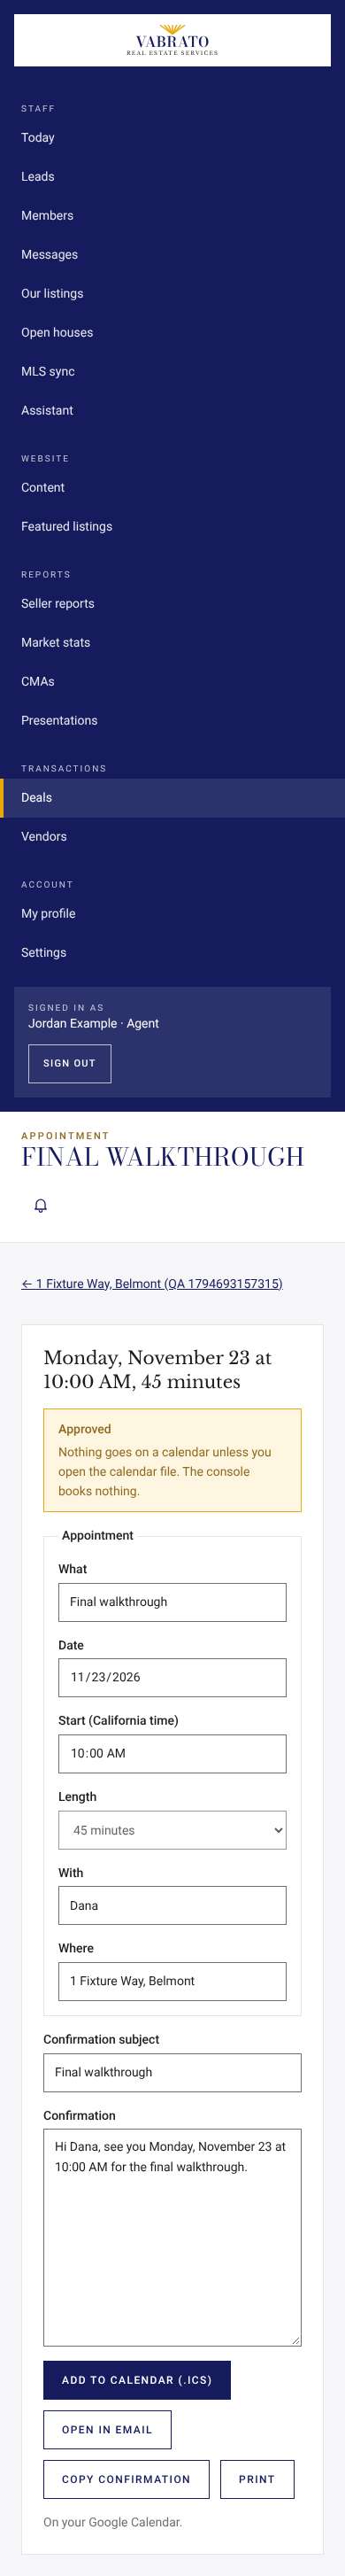 VABRATO
REAL ESTATE SERVICES
STAFF
Today
Leads
Members
Messages
Our listings
Open houses
MLS sync
Assistant
WEBSITE
Content
Featured listings
REPORTS
Seller reports
Market stats
CMAs
Presentations
TRANSACTIONS
Deals
Vendors
ACCOUNT
My profile
Settings
SIGNED IN AS
Jordan Example · Agent
SIGN OUT
APPOINTMENT
FINAL WALKTHROUGH
← 1 Fixture Way, Belmont (QA 1794693157315)
Monday, November 23 at
10:00 AM, 45 minutes
Approved
Nothing goes on a calendar unless you
open the calendar file. The console
books nothing.
Appointment
What
Final walkthrough
Date
11/23/2026
Start (California time)
10:00 AM
Length
45 minutes
With
Dana
Where
1 Fixture Way, Belmont
Confirmation subject
Final walkthrough
Confirmation
Hi Dana, see you Monday, November 23 at
10:00 AM for the final walkthrough.
ADD TO CALENDAR (.ICS)
OPEN IN EMAIL
COPY CONFIRMATION
PRINT
On your Google Calendar.